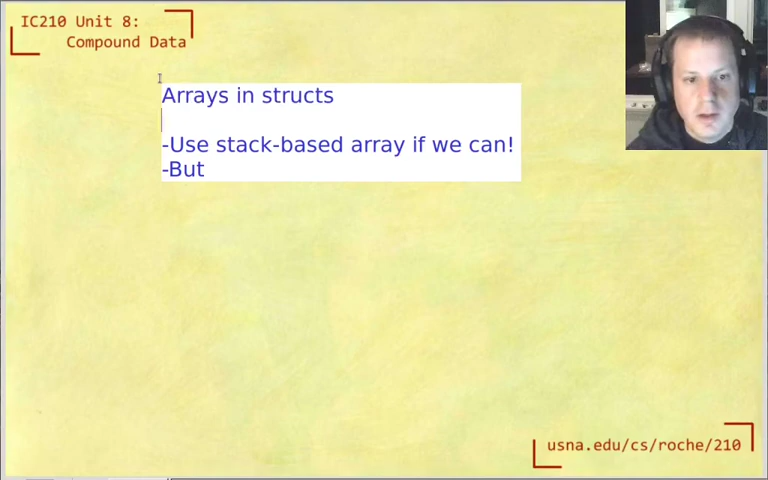 IC210 Unit 8:
Compound Data
Arrays in structs
-Use stack-based array if we can!
-But
usna.edu/cs/roche/210